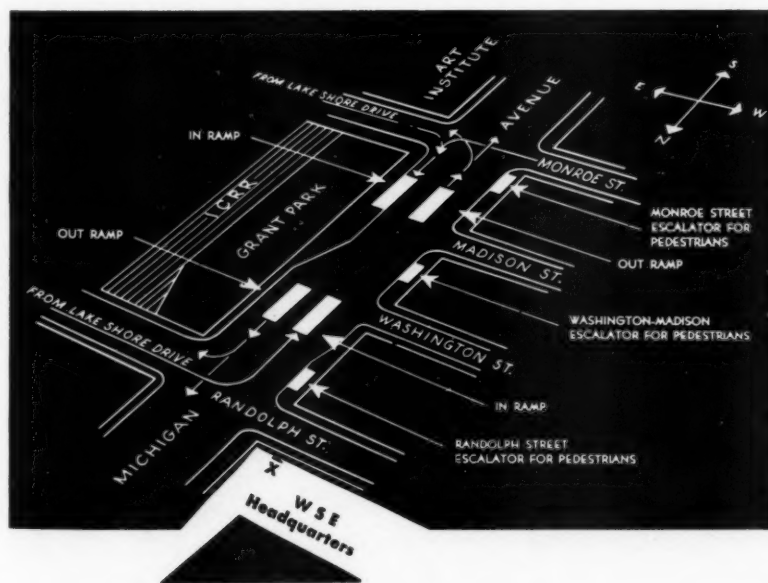 ART
INSTITUTE
FROM LAKE SHORE DRIVE
AVENUE
S
E
W
N
IN RAMP
MONROE ST.
I.C.R.R.
GRANT PARK
MONROE STREET
ESCALATOR FOR
PEDESTRIANS
OUT RAMP
MADISON ST.
OUT RAMP
FROM LAKE SHORE DRIVE
WASHINGTON ST.
WASHINGTON-MADISON
ESCALATOR FOR PEDESTRIANS
IN RAMP
RANDOLPH ST.
MICHIGAN
RANDOLPH STREET
ESCALATOR FOR PEDESTRIANS
X
WSE
Headquarters